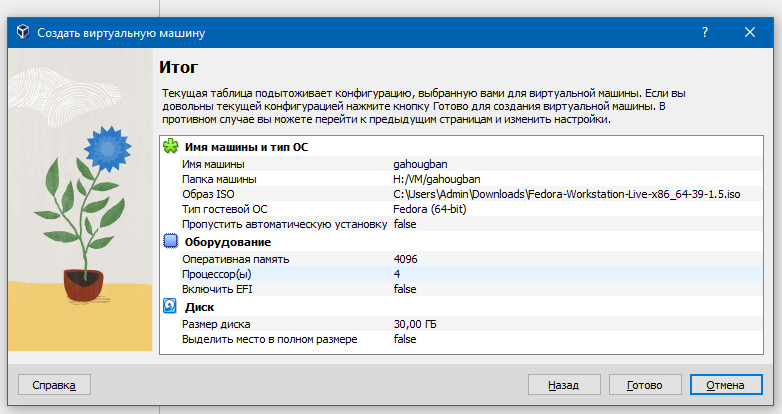 Создать виртуальную машину
?
Итог
Текущая таблица подытоживает конфигурацию, выбранную вами для виртуальной машины. Если вы
довольны текущей конфигурацией нажмите кнопку Готово для создания виртуальной машины. В
противном случае вы можете перейти к предыдущим страницам и изменить настройки.
Имя машины и тип ОС
Имя машины gahougban
Папка машины H:/VM/gahougban
Образ ISO C:\Users\Admin\Downloads\Fedora-Workstation-Live-x86_64-39-1.5.iso
Тип гостевой ОС Fedora (64-bit)
Пропустить автоматическую установку false
Оборудование
Оперативная память 4096
Процессор(ы) 4
Включить EFI false
Диск
Размер диска 30,00 ГБ
Выделить место в полном размере false
Справка Назад Готово Отмена